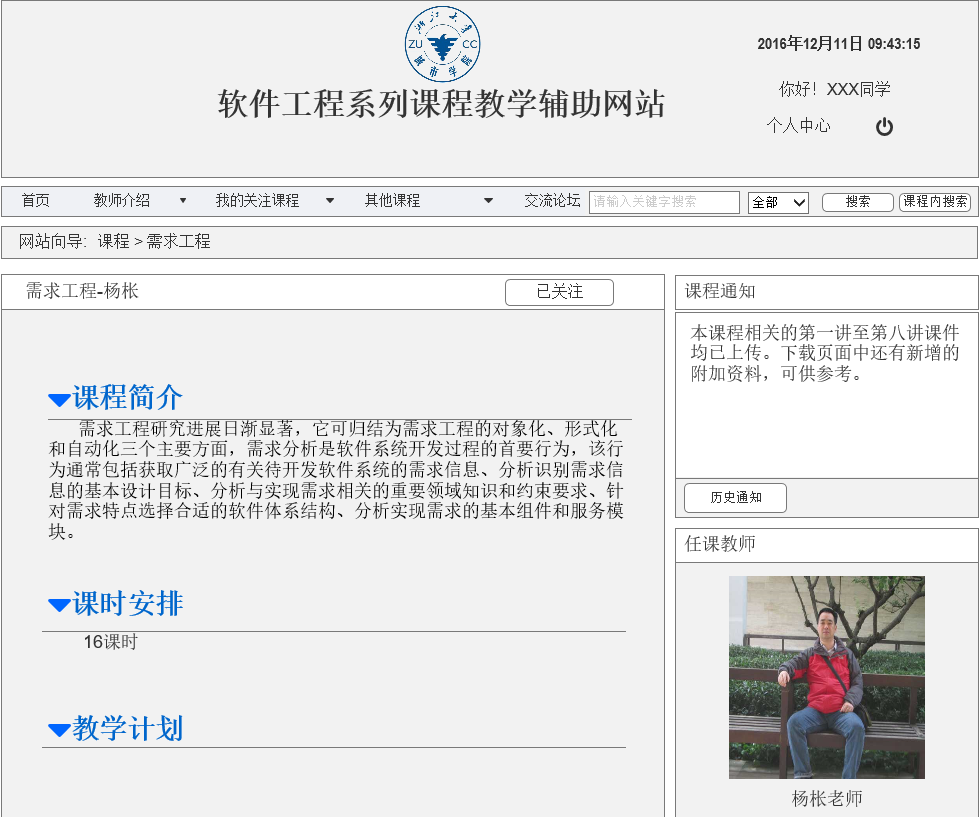 浙江大学
ZU CC
城市学院
软件工程系列课程教学辅助网站
2016年12月11日 09:43:15
你好！XXX同学
个人中心
首页 教师介绍 我的关注课程 其他课程 交流论坛 请输入关键字搜索 全部 搜索 课程内搜索
网站向导: 课程 > 需求工程
需求工程-杨枨
已关注
课程简介
需求工程研究进展日渐显著，它可归结为需求工程的对象化、形式化
和自动化三个主要方面，需求分析是软件系统开发过程的首要行为，该行
为通常包括获取广泛的有关待开发软件系统的需求信息、分析识别需求信
息的基本设计目标、分析与实现需求相关的重要领域知识和约束要求、针
对需求特点选择合适的软件体系结构、分析实现需求的基本组件和服务模
块。
课时安排
16课时
教学计划
课程通知
本课程相关的第一讲至第八讲课件
均已上传。下载页面中还有新增的
附加资料，可供参考。
历史通知
任课教师
杨枨老师